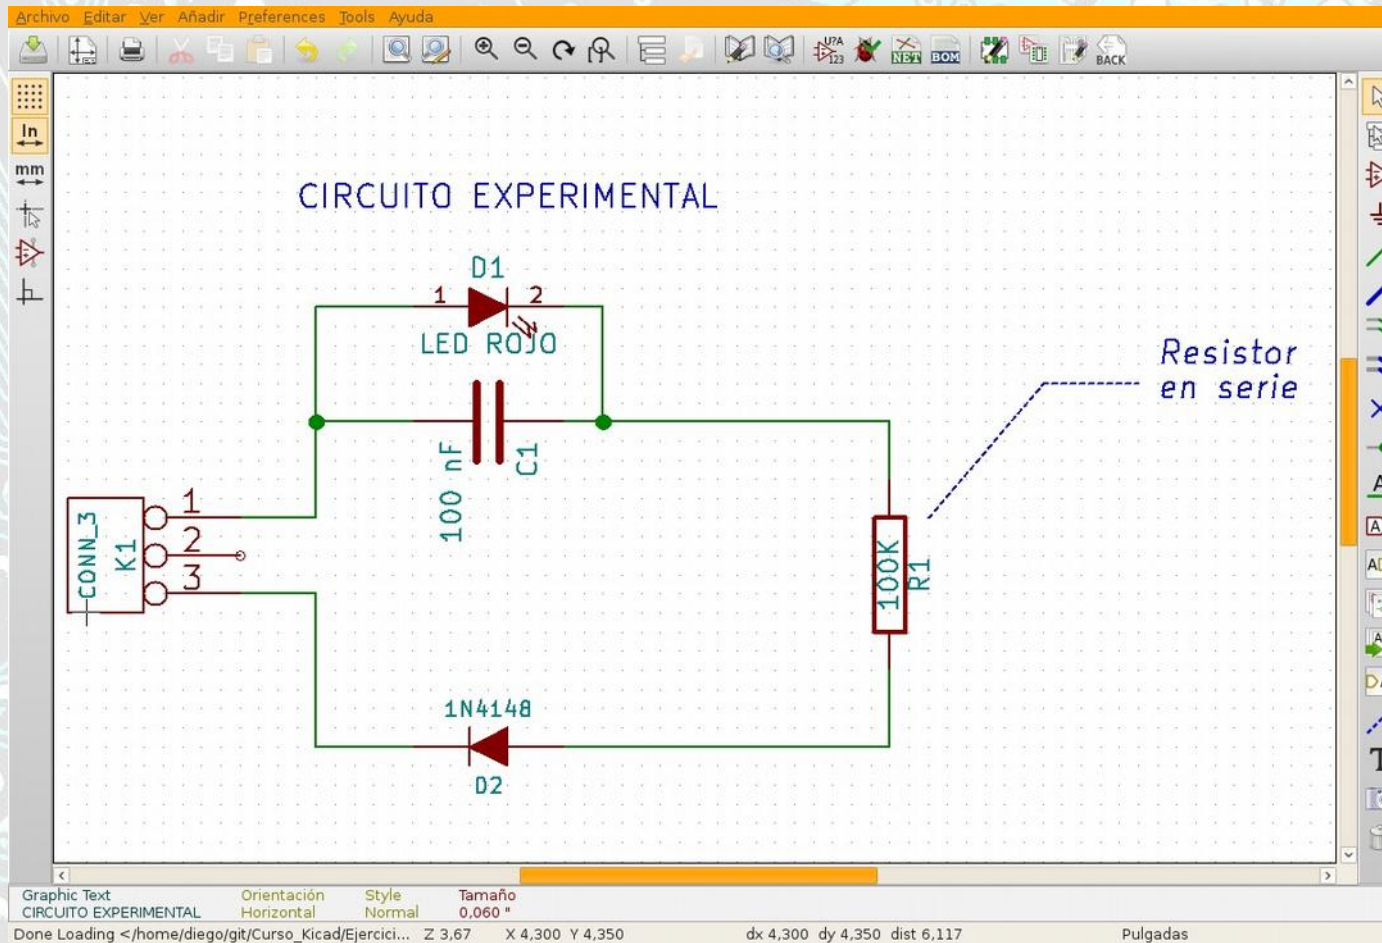 Archivo Editar Ver Añadir Preferences Tools Ayuda
U?A
123
NET
BOM
BACK
In
mm
CIRCUITO EXPERIMENTAL
D1
1 2
LED ROJO
Resistor
en serie
100 nF
C1
CONN_3
K1
1
2
3
100K
R1
1N4148
D2
Graphic Text Orientación Style Tamaño
CIRCUITO EXPERIMENTAL Horizontal Normal 0,060 "
Done Loading </home/diego/git/Curso_Kicad/Ejercici... Z 3,67 X 4,300 Y 4,350 dx 4,300 dy 4,350 dist 6,117 Pulgadas